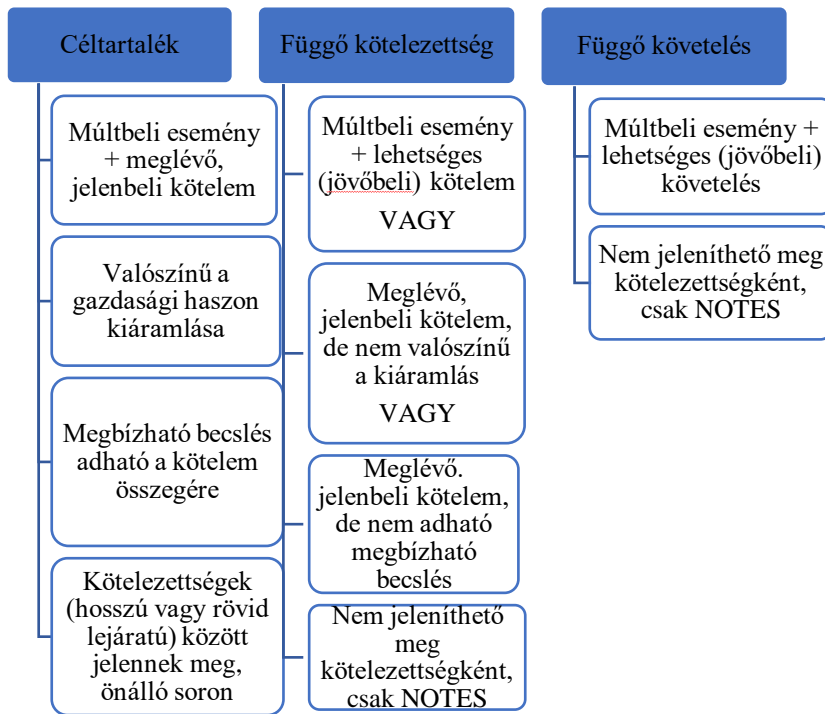 Céltartalék
Múltbeli esemény
+ meglévő,
jelenbeli kötelem
Valószínű a
gazdasági haszon
kiáramlása
Megbízható becslés
adható a kötelem
összegére
Kötelezettségek
(hosszú vagy rövid
lejáratú) között
jelennek meg,
önálló soron
Függő kötelezettség
Múltbeli esemény
+ lehetséges
(jövőbeli) kötelem
VAGY
Meglévő,
jelenbeli kötelem,
de nem valószínű
a kiáramlás
VAGY
Meglévő.
jelenbeli kötelem,
de nem adható
megbízható
becslés
Nem jeleníthető
meg
kötelezettségként,
csak NOTES
Függő követelés
Múltbeli esemény +
lehetséges (jövőbeli)
követelés
Nem jeleníthető meg
kötelezettségként,
csak NOTES